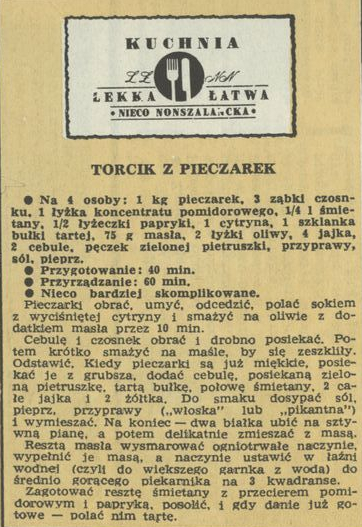 KUCHNIA
LEKKA ŁATWA
• NIECO NONSZALANCKA •
TORCIK Z PIECZAREK
● Na 4 osoby: 1 kg pieczarek, 3 ząbki czosn-
ku, 1 łyżka koncentratu pomidorowego, 1/4 l śmie-
tany, 1/2 łyżeczki papryki, 1 cytryna, 1 szklanka
bułki tartej, 75 g masła, 2 łyżki oliwy, 4 jajka,
2 cebule, pęczek zielonej pietruszki, przyprawy,
sól, pieprz.
● Przygotowanie: 40 min.
● Przyrządzanie: 60 min.
● Nieco bardziej skomplikowane.
Pieczarki obrać, umyć, odcedzić, polać sokiem
z wyciśniętej cytryny i smażyć na oliwie z do-
datkiem masła przez 10 min.
Cebulę i czosnek obrać i drobno posiekać. Po-
tem krótko smażyć na maśle, by się zeszkliły.
Odstawić. Kiedy pieczarki są już miękkie, posie-
kać je z grubsza, dodać cebulę, posiekaną zielo-
ną pietruszkę, tartą bułkę, połowę śmietany, 2 ca-
łe jajka i 2 żółtka. Do smaku dosypać sól,
pieprz, przyprawy („włoska" lub „pikantna")
i wymieszać. Na koniec — dwa białka ubić na szty-
wną pianę, a potem delikatnie zmieszać z masą.
Resztą masła wysmarować ogniotrwałe naczynie,
wypełnić je masą, a naczynie ustawić w łaźni
wodnej (czyli do większego garnka z wodą) do
średnio gorącego piekarnika na 3 kwadranse.
Zagotować resztę śmietany z przecierem pomi-
dorowym i papryką, posolić, i gdy danie już go-
towe — polać nim tartę.